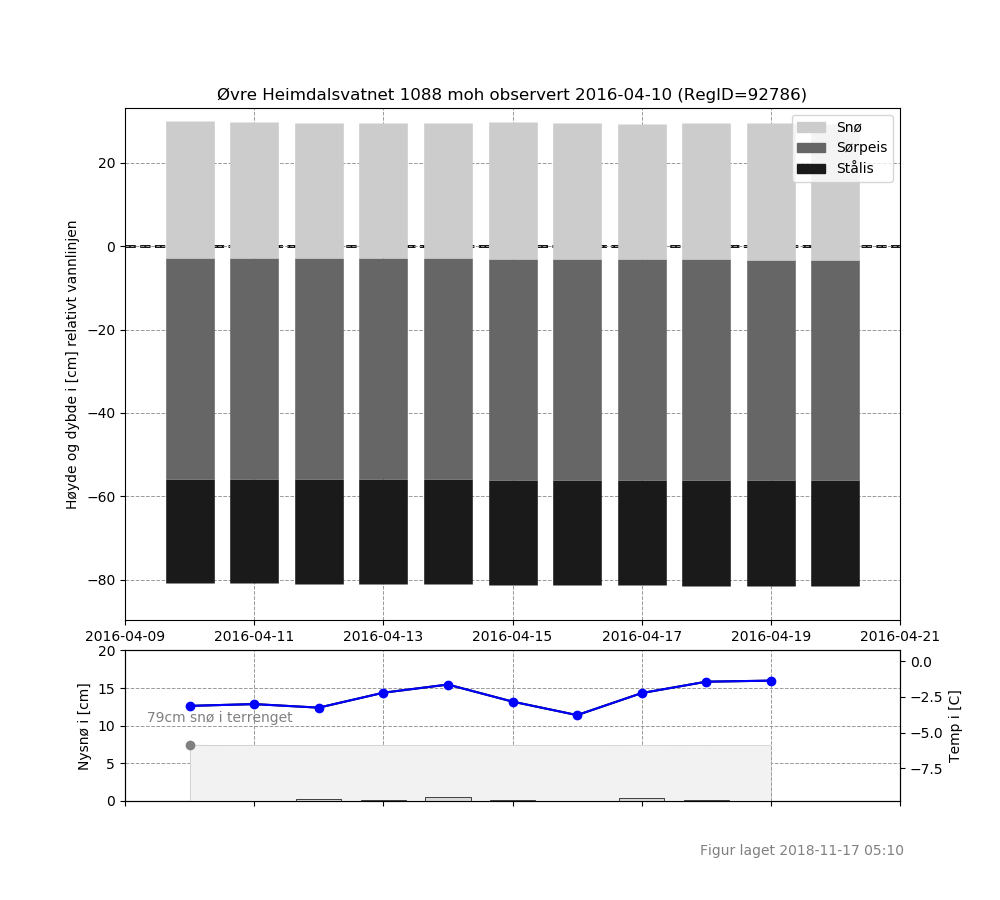 Øvre Heimdalsvatnet 1088 moh observert 2016-04-10 (RegID=92786)
Høyde og dybde i [cm] relativt vannlinjen
20
0
−20
−40
−60
−80
Snø
Sørpeis
Stålis
2016-04-09 2016-04-11 2016-04-13 2016-04-15 2016-04-17 2016-04-19 2016-04-21
Nysnø i [cm]
20
15
10
5
0
79cm snø i terrenget
0.0
−2.5
−5.0
−7.5
Temp i [C]
Figur laget 2018-11-17 05:10